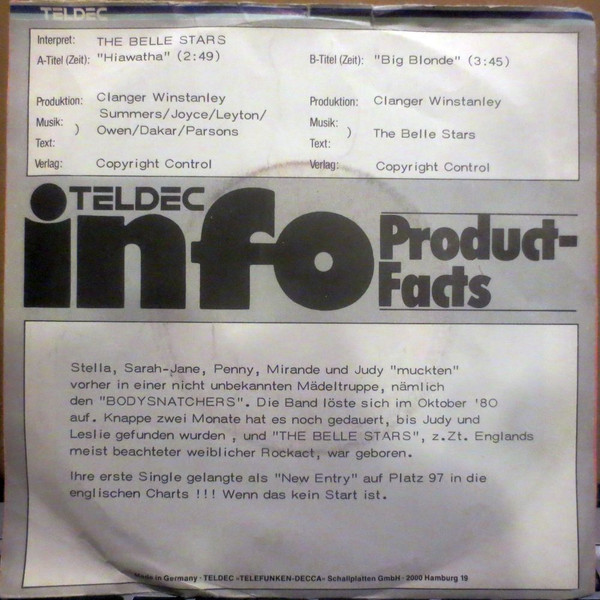 TELDEC
Interpret: THE BELLE STARS
A-Titel (Zeit): "Hiawatha" (2:49)
Produktion: Clanger Winstanley
Musik: ) Summers/Joyce/Leyton/
Text: Owen/Dakar/Parsons
Verlag: Copyright Control
B-Titel (Zeit): "Big Blonde" (3:45)
Produktion: Clanger Winstanley
Musik: )
Text: The Belle Stars
Verlag: Copyright Control
TELDEC
info
Product-
Facts
Stella, Sarah-Jane, Penny, Mirande und Judy "muckten"
vorher in einer nicht unbekannten Mädeltruppe, nämlich
den "BODYSNATCHERS". Die Band löste sich im Oktober '80
auf. Knappe zwei Monate hat es noch gedauert, bis Judy und
Leslie gefunden wurden , und "THE BELLE STARS", z.Zt. Englands
meist beachteter weiblicher Rockact, war geboren.
Ihre erste Single gelangte als "New Entry" auf Platz 97 in die
englischen Charts !!! Wenn das kein Start ist.
Made in Germany · TELDEC »TELEFUNKEN-DECCA« Schallplatten GmbH · 2000 Hamburg 19